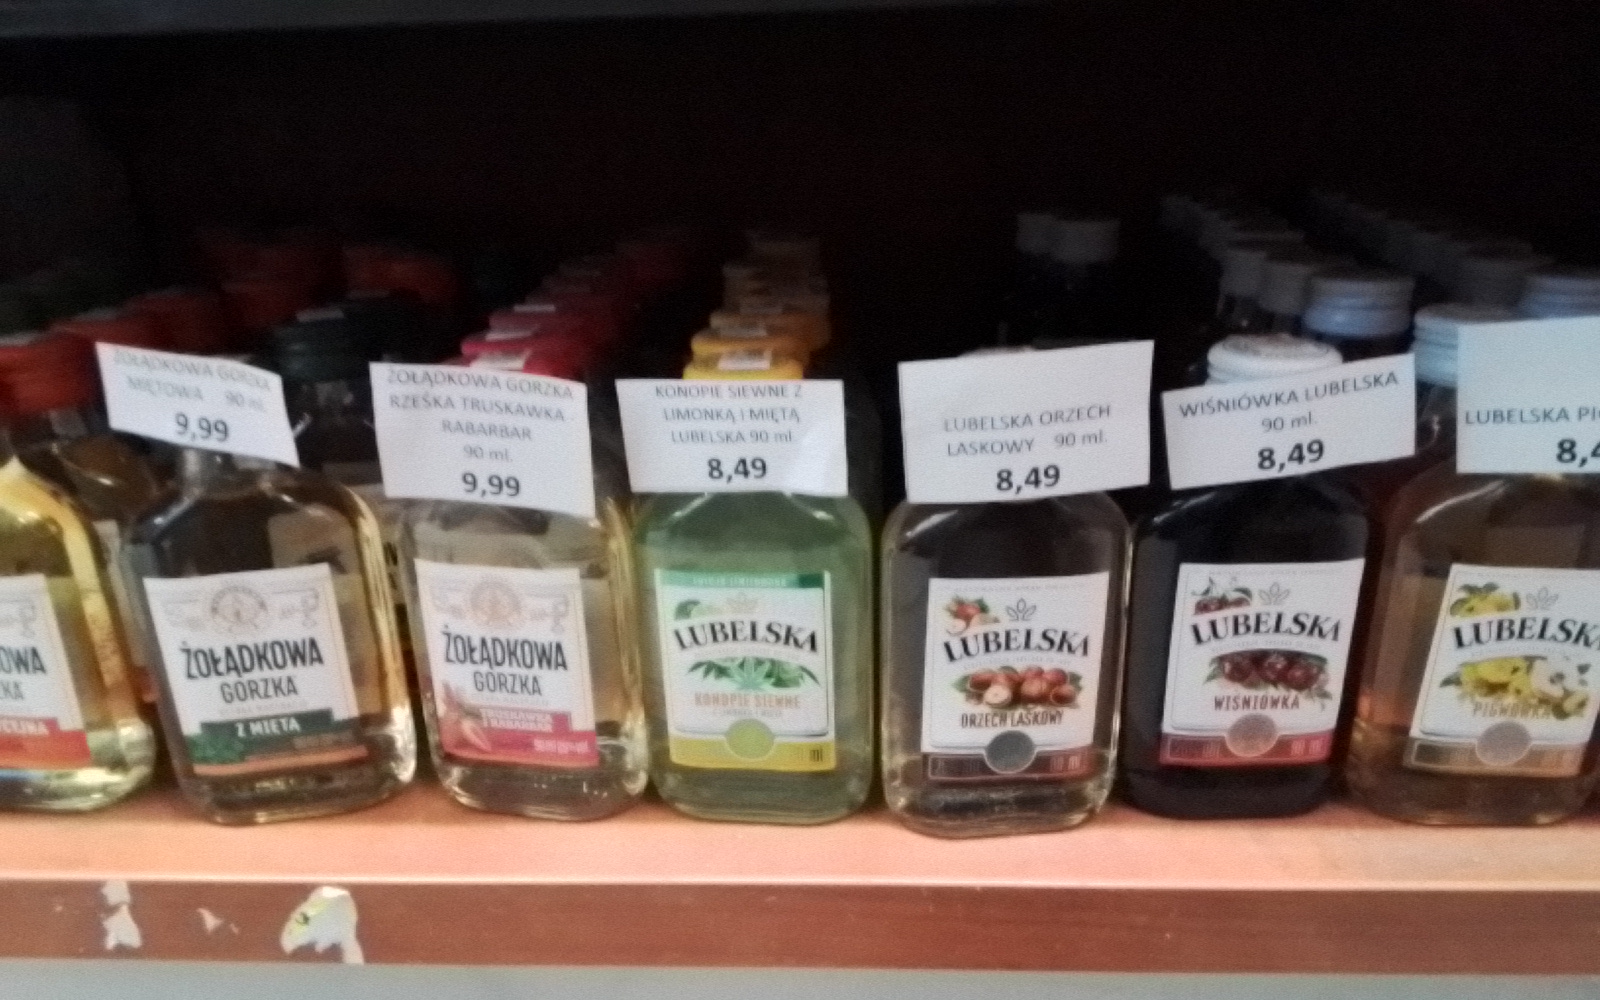 ŻOŁĄDKOWA GORZKA
MIĘTOWA 90 ml.
9,99
ŻOŁĄDKOWA GORZKA
RZEŚKA TRUSKAWKA
RABARBAR
90 ml.
9,99
KONOPIE SIEWNE Z
LIMONKĄ I MIĘTĄ
LUBELSKA 90 ml.
8,49
LUBELSKA ORZECH
LASKOWY 90 ml.
8,49
WIŚNIÓWKA LUBELSKA
90 ml.
8,49
LUBELSKA
ŻOŁĄDKOWA
GORZKA
Z MIĘTĄ
ŻOŁĄDKOWA
GORZKA
TRUSKAWKA
I RABARBAR
LUBELSKA
KONOPIE SIEWNE
LUBELSKA
ORZECH LASKOWY
LUBELSKA
WIŚNIÓWKA
LUBELSKA
PIGWÓWKA